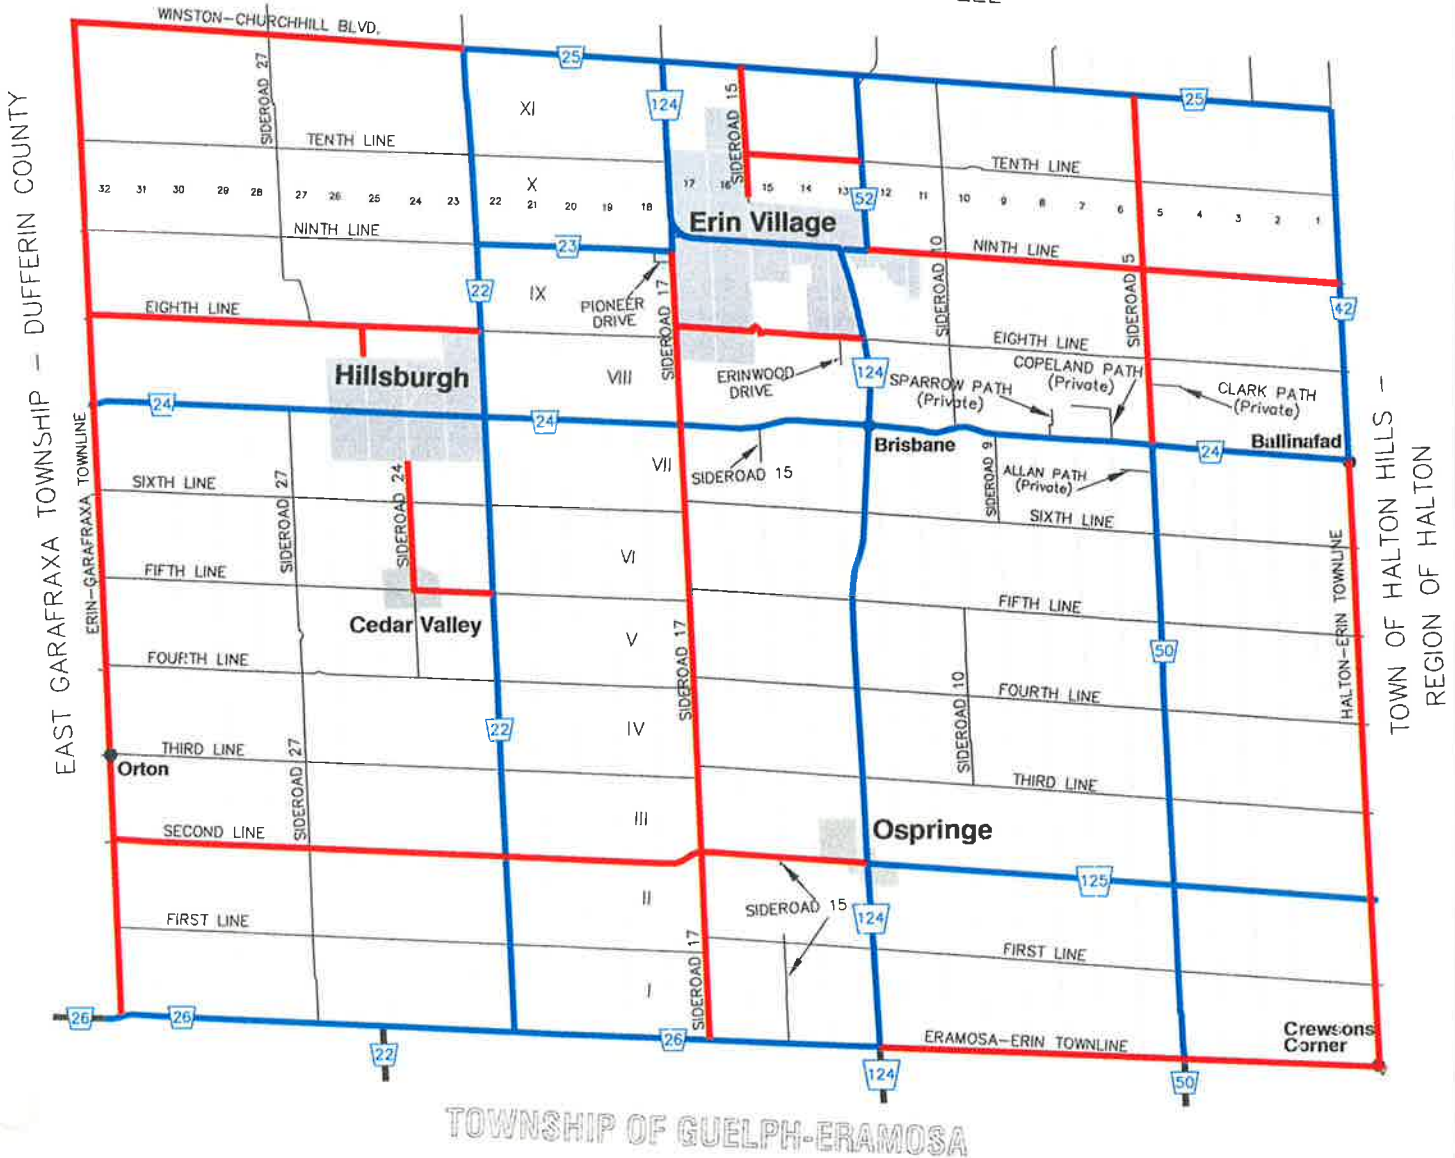 WINSTON-CHURCHHILL BLVD.
25
25
SIDEROAD 27
XI
124
SIDEROAD 15
TENTH LINE
TENTH LINE
32 31 30 29 28 27 26 25 24 23 22 21 20 19 18 17 16 15 14 13 12 11 10 9 8 7 6 5 4 3 2 1
X
52
Erin Village
NINTH LINE
23
NINTH LINE
SIDEROAD 10
SIDEROAD 5
22
IX
PIONEER
DRIVE
SIDEROAD 17
42
EIGHTH LINE
EIGHTH LINE
Hillsburgh
VIII
ERINWOOD
DRIVE
124
SPARROW PATH
(Private)
COPELAND PATH
(Private)
CLARK PATH
(Private)
24
24
24
Brisbane
Ballinafad
VII
SIDEROAD 15
SIDEROAD 9
ALLAN PATH
(Private)
SIXTH LINE
SIXTH LINE
SIDEROAD 27
SIDEROAD 24
ERIN-GARAFRAXA TOWNLINE
HALTON-ERIN TOWNLINE
EAST GARAFRAXA TOWNSHIP - DUFFERIN COUNTY
TOWN OF HALTON HILLS -
REGION OF HALTON
VI
FIFTH LINE
FIFTH LINE
Cedar Valley
V
SIDEROAD 17
50
FOURTH LINE
FOURTH LINE
SIDEROAD 10
22
IV
THIRD LINE
THIRD LINE
Orton
SIDEROAD 27
III
SECOND LINE
Ospringe
125
II
SIDEROAD 15
124
FIRST LINE
FIRST LINE
SIDEROAD 17
I
26
26
26
22
ERAMOSA-ERIN TOWNLINE
Crewsons
Corner
124
50
TOWNSHIP OF GUELPH-ERAMOSA